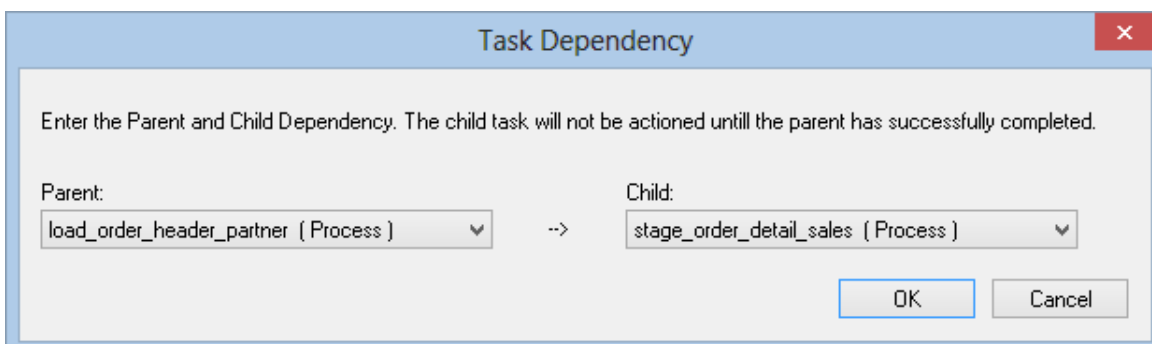 Task Dependency
Enter the Parent and Child Dependency. The child task will not be actioned untill the parent has successfully completed.
Parent:
Child:
load_order_header_partner ( Process )
-->
stage_order_detail_sales ( Process )
OK
Cancel